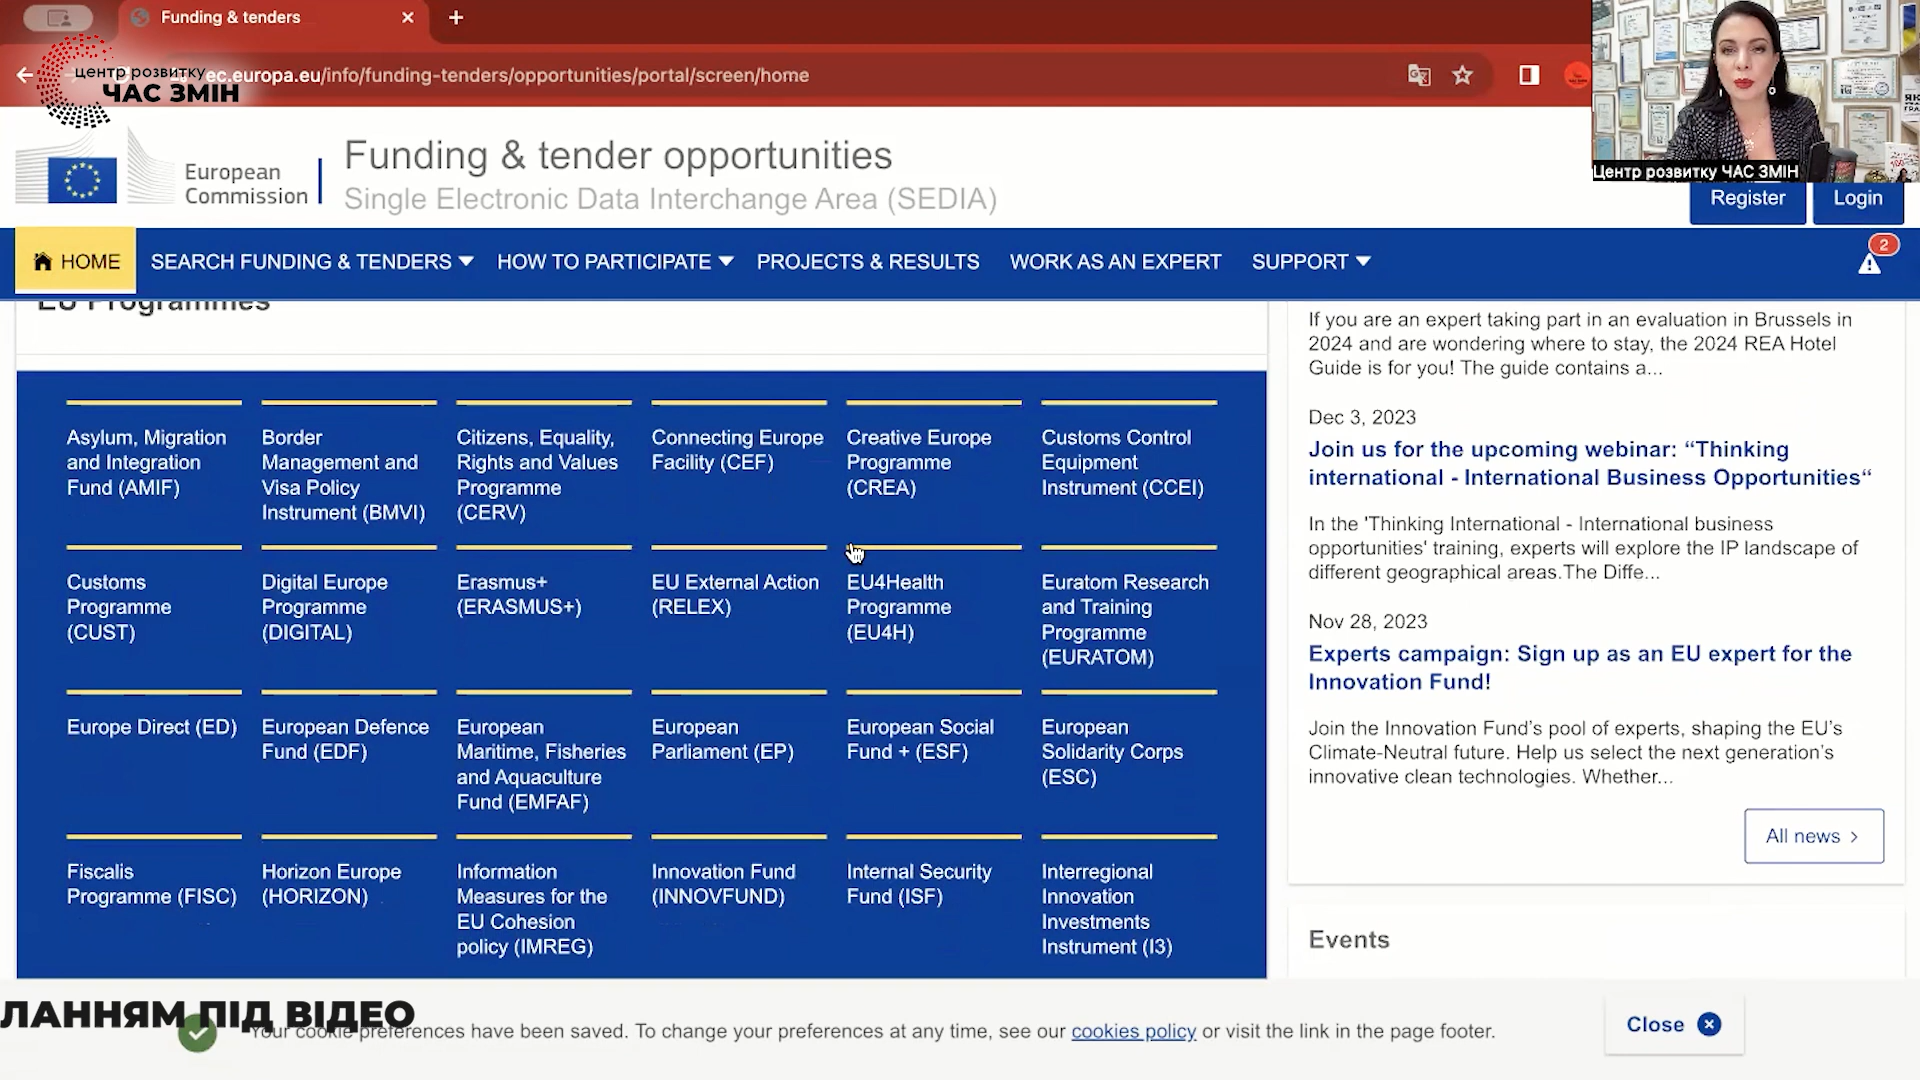 Funding & tenders
центр розвитку
ЧАС ЗМІН
ec.europa.eu/info/funding-tenders/opportunities/portal/screen/home
European
Commission
Funding & tender opportunities
Single Electronic Data Interchange Area (SEDIA)
Центр розвитку ЧАС ЗМІН
Register
Login
HOME
SEARCH FUNDING & TENDERS
HOW TO PARTICIPATE
PROJECTS & RESULTS
WORK AS AN EXPERT
SUPPORT
2
EU Programmes
Asylum, Migration
and Integration
Fund (AMIF)
Border
Management and
Visa Policy
Instrument (BMVI)
Citizens, Equality,
Rights and Values
Programme
(CERV)
Connecting Europe
Facility (CEF)
Creative Europe
Programme
(CREA)
Customs Control
Equipment
Instrument (CCEI)
Customs
Programme
(CUST)
Digital Europe
Programme
(DIGITAL)
Erasmus+
(ERASMUS+)
EU External Action
(RELEX)
EU4Health
Programme
(EU4H)
Euratom Research
and Training
Programme
(EURATOM)
Europe Direct (ED)
European Defence
Fund (EDF)
European
Maritime, Fisheries
and Aquaculture
Fund (EMFAF)
European
Parliament (EP)
European Social
Fund + (ESF)
European
Solidarity Corps
(ESC)
Fiscalis
Programme (FISC)
Horizon Europe
(HORIZON)
Information
Measures for the
EU Cohesion
policy (IMREG)
Innovation Fund
(INNOVFUND)
Internal Security
Fund (ISF)
Interregional
Innovation
Investments
Instrument (I3)
If you are an expert taking part in an evaluation in Brussels in
2024 and are wondering where to stay, the 2024 REA Hotel
Guide is for you! The guide contains a...
Dec 3, 2023
Join us for the upcoming webinar: “Thinking
international - International Business Opportunities“
In the 'Thinking International - International business
opportunities' training, experts will explore the IP landscape of
different geographical areas.The Diffe...
Nov 28, 2023
Experts campaign: Sign up as an EU expert for the
Innovation Fund!
Join the Innovation Fund’s pool of experts, shaping the EU’s
Climate-Neutral future. Help us select the next generation’s
innovative clean technologies. Whether...
All news
Events
ЛАННЯМ ПІД ВІДЕО
Your cookie preferences have been saved. To change your preferences at any time, see our cookies policy or visit the link in the page footer.
Close